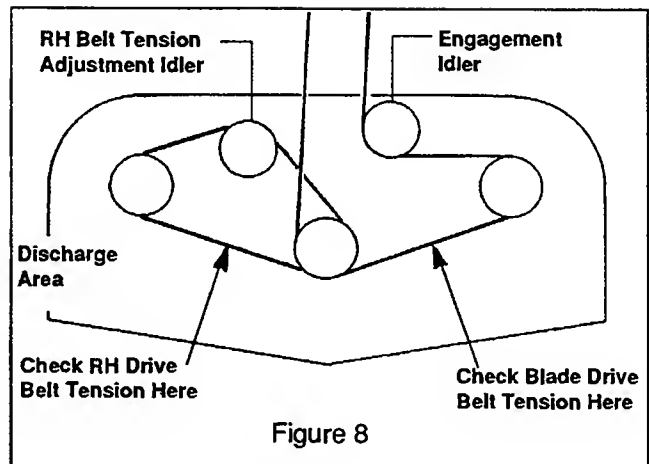 RH Belt Tension
Adjustment Idler
Engagement
Idler
Discharge
Area
Check RH Drive
Belt Tension Here
Check Blade Drive
Belt Tension Here
Figure 8